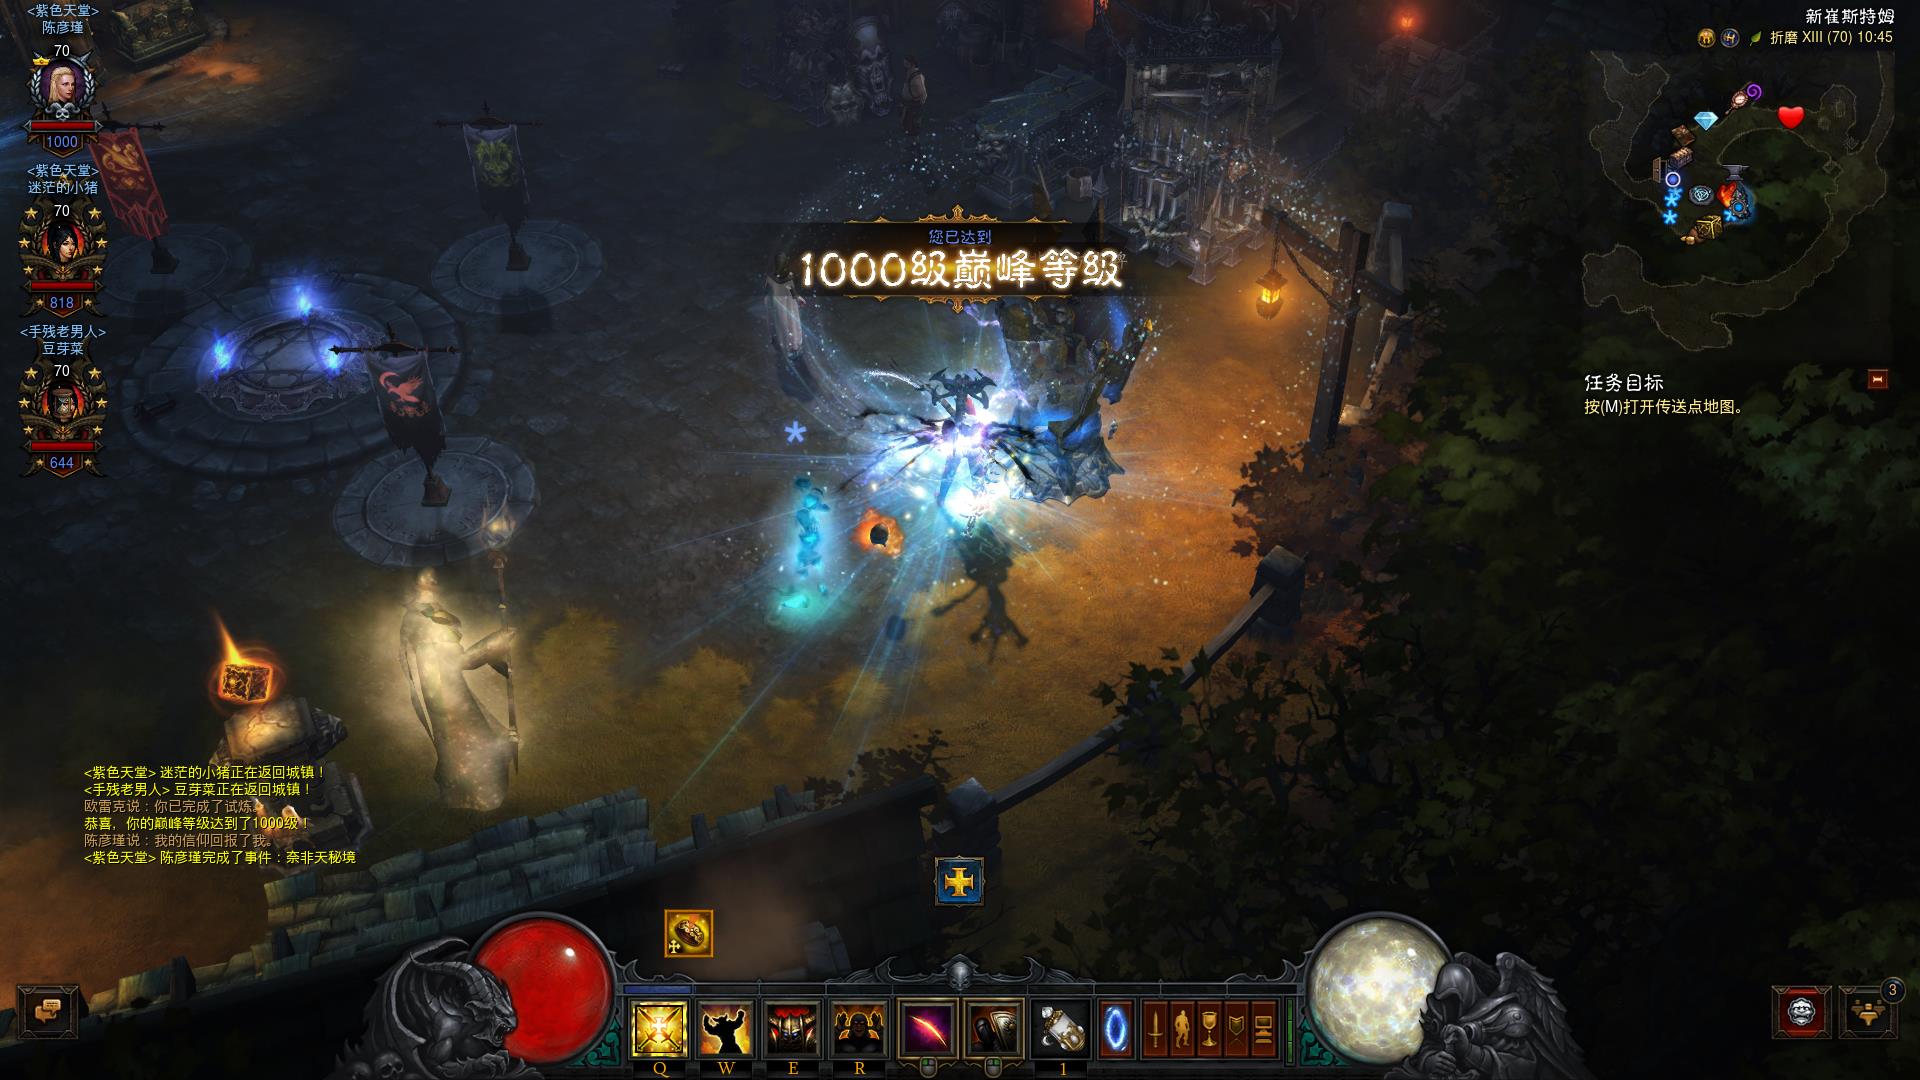 <紫色天堂>
陈彦瑾
70
1000
<紫色天堂>
迷茫的小猪
70
818
<手残老男人>
豆芽菜
70
644
新崔斯特姆
折磨 XIII (70) 10:45
您已达到
1000级巅峰等级
任务目标
按(M)打开传送点地图。
<紫色天堂> 迷茫的小猪正在返回城镇！
<手残老男人> 豆芽菜正在返回城镇！
欧雷克说：你已完成了试炼。
恭喜，你的巅峰等级达到了1000级！
陈彦瑾说：我的信仰回报了我。
<紫色天堂> 陈彦瑾完成了事件：奈非天秘境
Q W E R 1
3